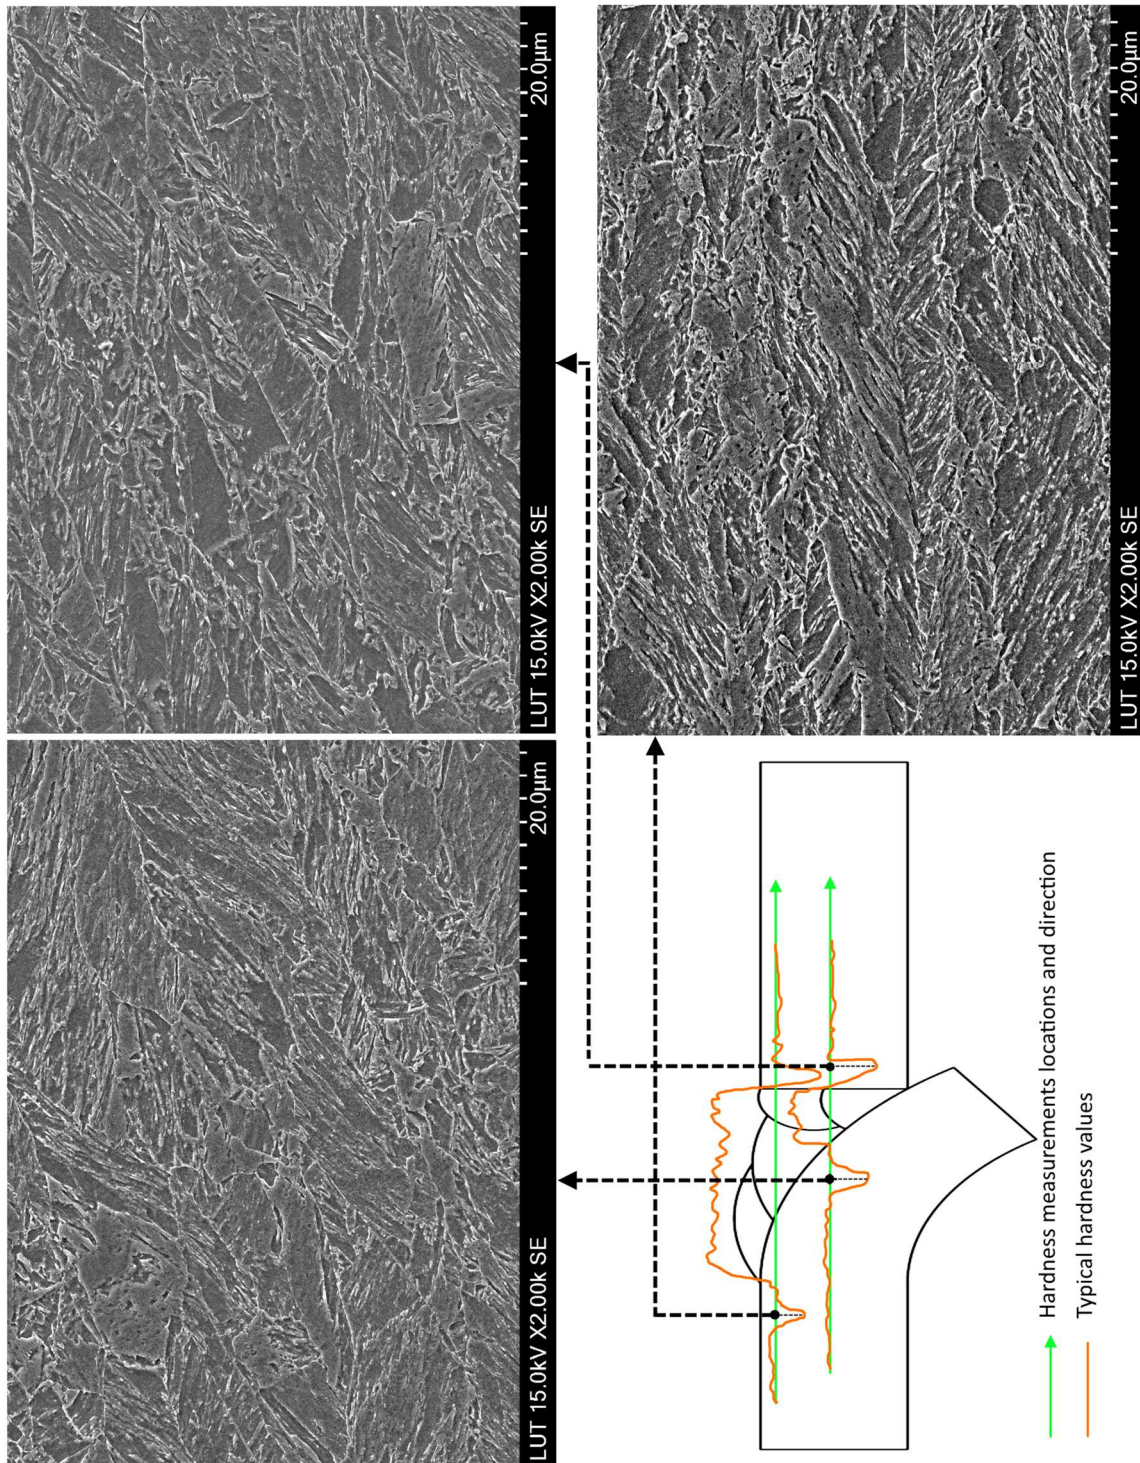 LUT 15.0kV X2.00k SE 20.0µm
LUT 15.0kV X2.00k SE 20.0µm
LUT 15.0kV X2.00k SE 20.0µm
Hardness measurements locations and direction
Typical hardness values